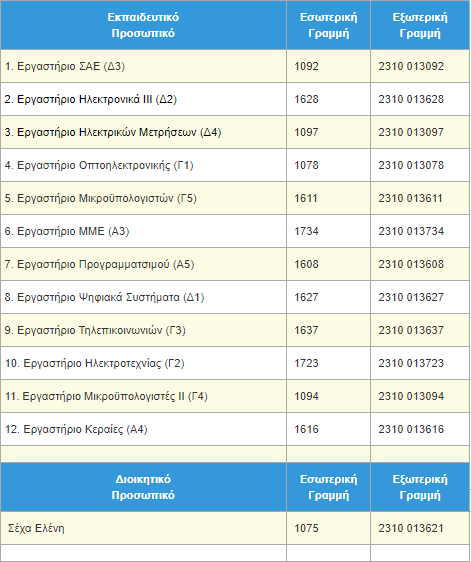 Εκπαιδευτικό Προσωπικό Εσωτερική Γραμμή Εξωτερική Γραμμή
1. Εργαστήριο ΣΑΕ (Δ3) 1092 2310 013092
2. Εργαστήριο Ηλεκτρονικά ΙΙΙ (Δ2) 1628 2310 013628
3. Εργαστήριο Ηλεκτρικών Μετρήσεων (Δ4) 1097 2310 013097
4. Εργαστήριο Οπτοηλεκτρονικής (Γ1) 1078 2310 013078
5. Εργαστήριο Μικροϋπολογιστών (Γ5) 1611 2310 013611
6. Εργαστήριο ΜΜΕ (Α3) 1734 2310 013734
7. Εργαστήριο Προγραμματσιμού (Α5) 1608 2310 013608
8. Εργαστήριο Ψηφιακά Συστήματα (Δ1) 1627 2310 013627
9. Εργαστήριο Τηλεπικοινωνιών (Γ3) 1637 2310 013637
10. Εργαστήριο Ηλεκτροτεχνίας (Γ2) 1723 2310 013723
11. Εργαστήριο Μικροϋπολογιστές ΙΙ (Γ4) 1094 2310 013094
12. Εργαστήριο Κεραίες (Α4) 1616 2310 013616
Διοικητικό Προσωπικό Εσωτερική Γραμμή Εξωτερική Γραμμή
Σέχα Ελένη 1075 2310 013621